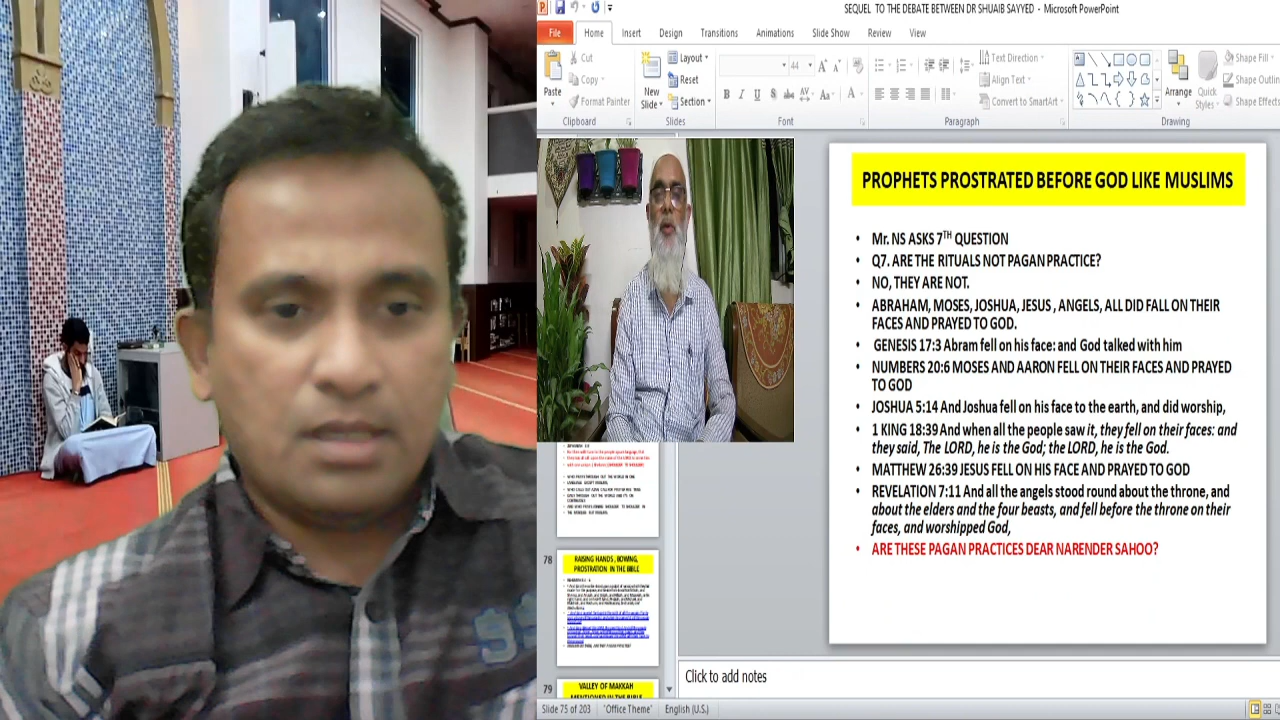 SEQUEL TO THE DEBATE BETWEEN DR SHUAIB SAYYED - Microsoft PowerPoint
File Home Insert Design Transitions Animations Slide Show Review View
Cut
Copy
Format Painter
Paste
Clipboard
New
Slide
Layout
Reset
Section
Slides
44
Font
Text Direction
Align Text
Convert to SmartArt
Paragraph
Arrange
Quick
Styles
Shape Fill
Shape Effects
Drawing
PROPHETS PROSTRATED BEFORE GOD LIKE MUSLIMS
• Mr. NS ASKS 7TH QUESTION
• Q7. ARE THE RITUALS NOT PAGAN PRACTICE?
• NO, THEY ARE NOT.
• ABRAHAM, MOSES, JOSHUA, JESUS , ANGELS, ALL DID FALL ON THEIR
FACES AND PRAYED TO GOD.
• GENESIS 17:3 Abram fell on his face: and God talked with him
• NUMBERS 20:6 MOSES AND AARON FELL ON THEIR FACES AND PRAYED
TO GOD
• JOSHUA 5:14 And Joshua fell on his face to the earth, and did worship,
• 1 KING 18:39 And when all the people saw it, they fell on their faces: and
they said, The LORD, he is the God; the LORD, he is the God.
• MATTHEW 26:39 JESUS FELL ON HIS FACE AND PRAYED TO GOD
• REVELATION 7:11 And all the angels stood round about the throne, and
about the elders and the four beasts, and fell before the throne on their
faces, and worshipped God,
• ARE THESE PAGAN PRACTICES DEAR NARENDER SAHOO?
78
RAISING HANDS , BOWING,
PROSTRATION IN THE BIBLE
79
VALLEY OF MAKKAH
MENTIONED IN THE BIBLE
Click to add notes
Slide 75 of 203 "Office Theme" English (U.S.)